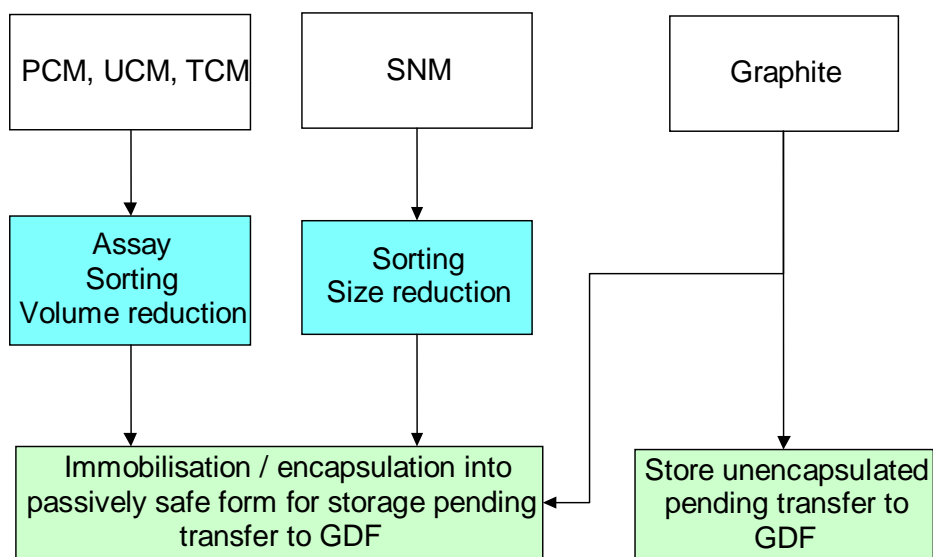 PCM, UCM, TCM
SNM
Graphite
Assay
Sorting
Volume reduction
Sorting
Size reduction
Immobilisation / encapsulation into
passively safe form for storage pending
transfer to GDF
Store unencapsulated
pending transfer to
GDF